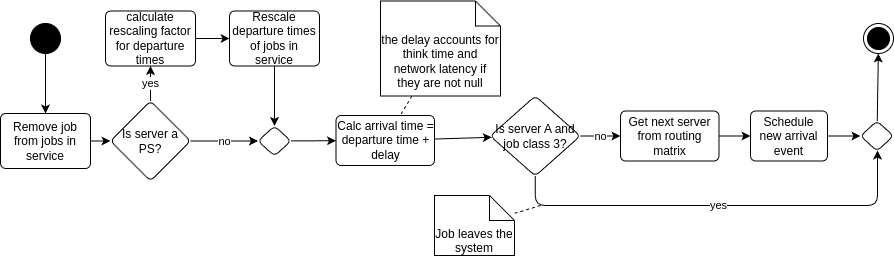 calculate
rescaling factor
for departure
times
Rescale
departure times
of jobs in
service
the delay accounts for
think time and
network latency if
they are not null
yes
Remove job
from jobs in
service
Is server a
PS?
no
Calc arrival time =
departure time +
delay
Is server A and
job class 3?
no
Get next server
from routing
matrix
Schedule
new arrival
event
yes
Job leaves the
system